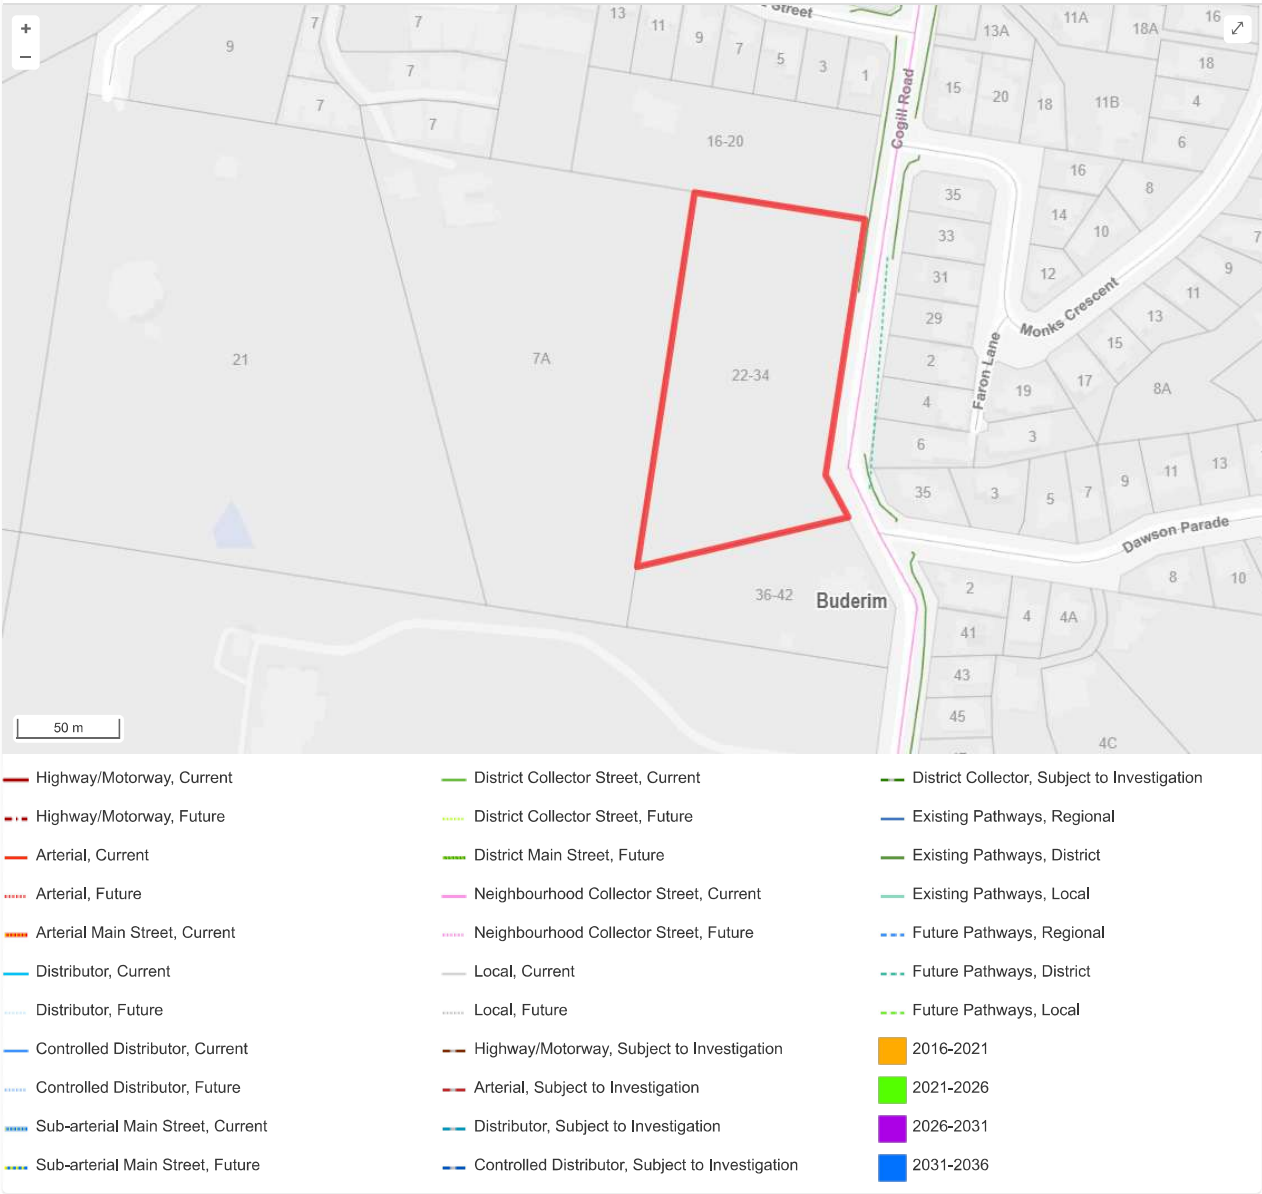 +
−
Street
Cogill Road
9
7
7
7
7
7
13
11
9
7
5
3
1
13A
11A
18A
16
18
15
20
18
11B
4
6
16-20
16
8
35
14
10
33
7
31
12
9
11
29
Monks Crescent
13
15
2
Faron Lane
21
7A
22-34
4
19
17
8A
6
3
35
3
5
7
9
11
13
Dawson Parade
36-42
Buderim
2
8
10
4
4A
41
43
45
4C
50 m
Highway/Motorway, Current
Highway/Motorway, Future
Arterial, Current
Arterial, Future
Arterial Main Street, Current
Distributor, Current
Distributor, Future
Controlled Distributor, Current
Controlled Distributor, Future
Sub-arterial Main Street, Current
Sub-arterial Main Street, Future
District Collector Street, Current
District Collector Street, Future
District Main Street, Future
Neighbourhood Collector Street, Current
Neighbourhood Collector Street, Future
Local, Current
Local, Future
Highway/Motorway, Subject to Investigation
Arterial, Subject to Investigation
Distributor, Subject to Investigation
Controlled Distributor, Subject to Investigation
District Collector, Subject to Investigation
Existing Pathways, Regional
Existing Pathways, District
Existing Pathways, Local
Future Pathways, Regional
Future Pathways, District
Future Pathways, Local
2016-2021
2021-2026
2026-2031
2031-2036